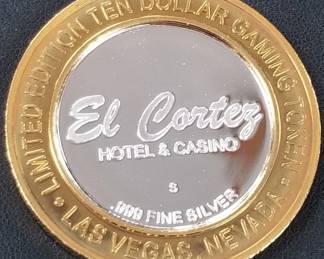 LIMITED EDITION TEN DOLLAR GAMING TOKEN
El Cortez
HOTEL & CASINO
S
.999 FINE SILVER
• LAS VEGAS, NEVADA •